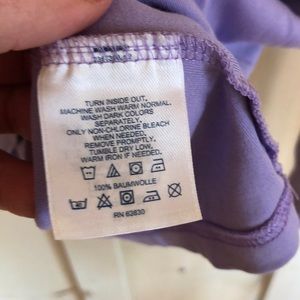 TURN INSIDE OUT.
MACHINE WASH WARM NORMAL.
WASH DARK COLORS
SEPARATELY.
ONLY NON-CHLORINE BLEACH
WHEN NEEDED.
REMOVE PROMPTLY.
TUMBLE DRY LOW.
WARM IRON IF NEEDED.
100% BAUMWOLLE
RN 63830